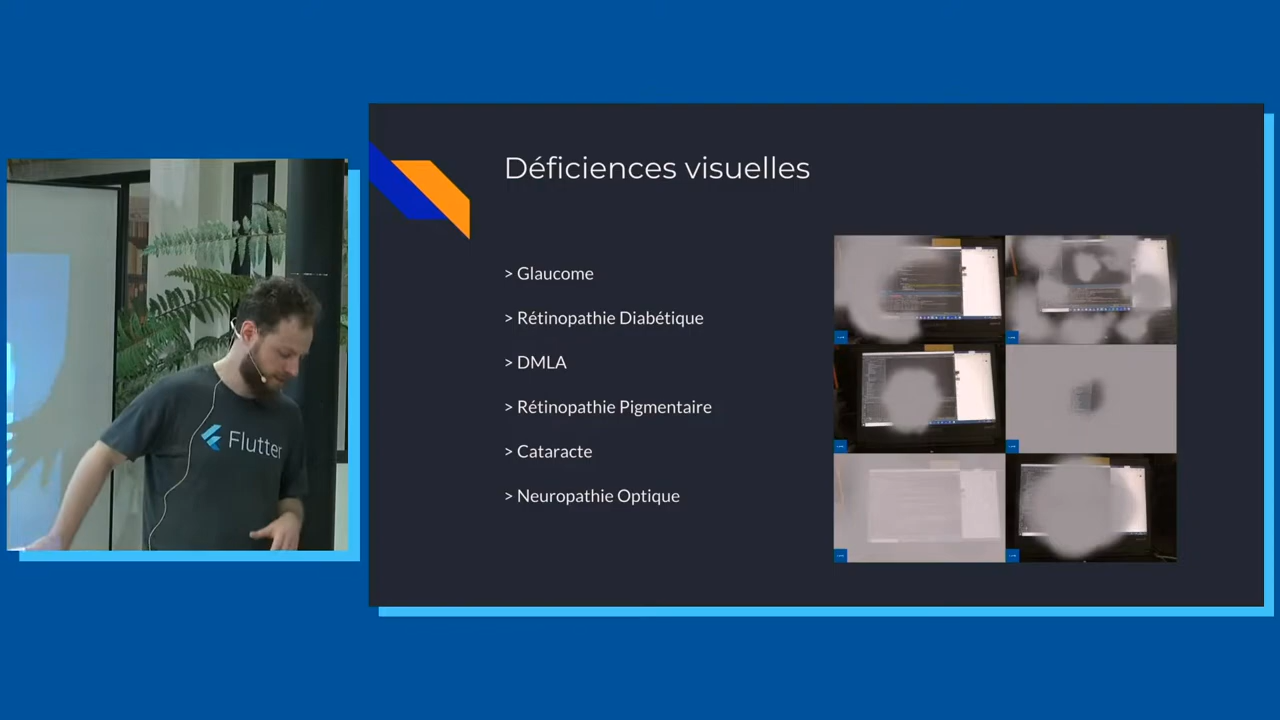 Flutter
Déficiences visuelles
> Glaucome
> Rétinopathie Diabétique
> DMLA
> Rétinopathie Pigmentaire
> Cataracte
> Neuropathie Optique